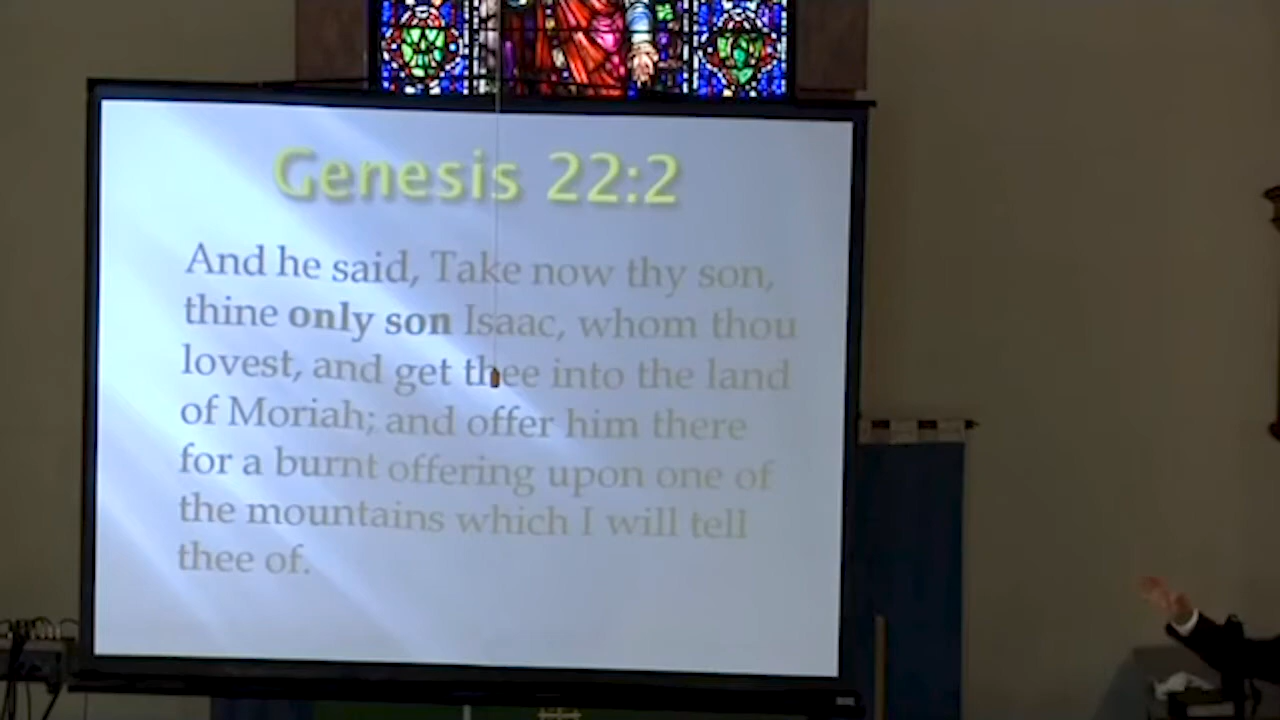 Genesis 22:2
And he said, Take now thy son,
thine only son Isaac, whom thou
lovest, and get thee into the land
of Moriah; and offer him there
for a burnt offering upon one of
the mountains which I will tell
thee of.